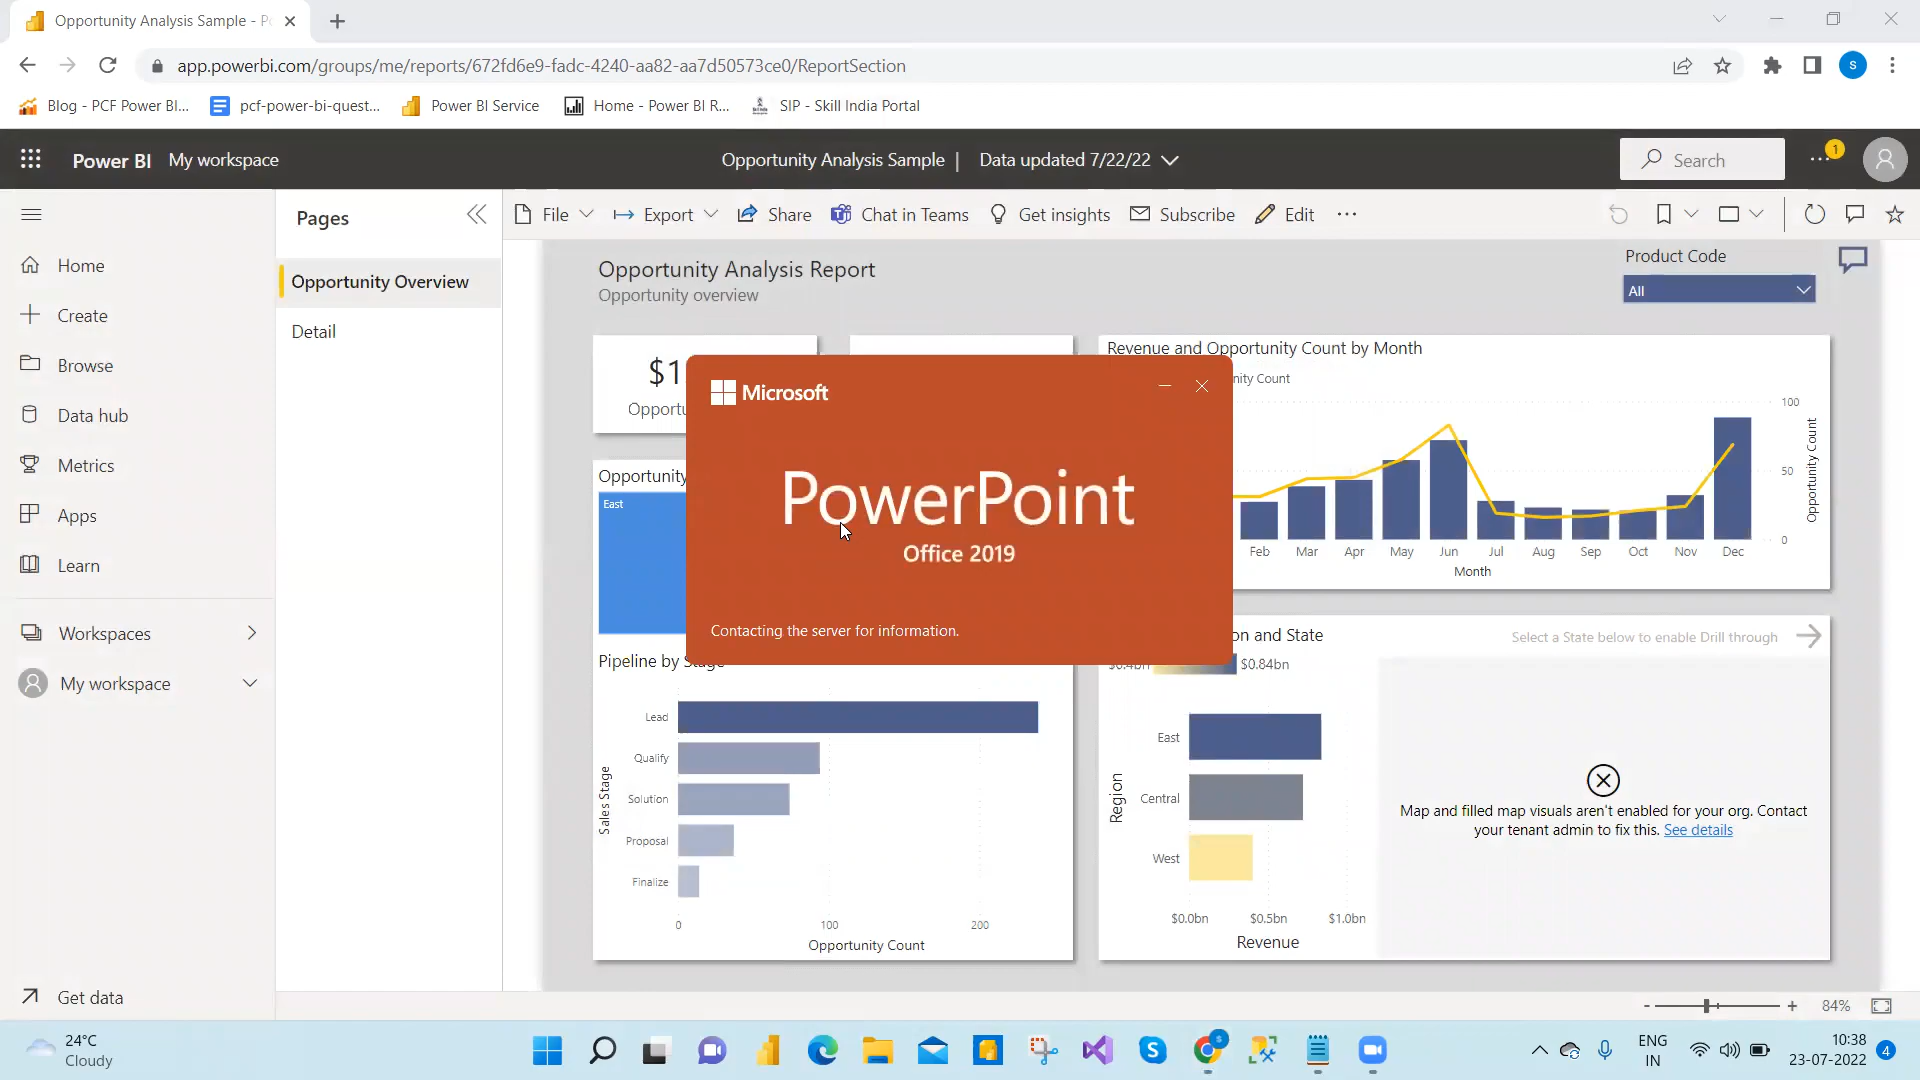 Opportunity Analysis Sample - Po
app.powerbi.com/groups/me/reports/672fd6e9-fadc-4240-aa82-aa7d50573ce0/ReportSection
S
Blog - PCF Power BI...
pcf-power-bi-quest...
Power BI Service
Home - Power BI R...
SIP - Skill India Portal
Power BI My workspace
Opportunity Analysis Sample | Data updated 7/22/22
Search
1
Pages
File
Export
Share
Chat in Teams
Get insights
Subscribe
Edit
Home
Create
Browse
Data hub
Metrics
Apps
Learn
Workspaces
My workspace
Get data
Opportunity Overview
Detail
Opportunity Analysis Report
Opportunity overview
Product Code
All
$1
Opportu
Revenue and Opportunity Count by Month
nity Count
100
50
0
Opportunity Count
Feb Mar Apr May Jun Jul Aug Sep Oct Nov Dec
Month
Microsoft
PowerPoint
Office 2019
Contacting the server for information.
Opportunity
East
Pipeline by Stage
Sales Stage
Lead
Qualify
Solution
Proposal
Finalize
0 100 200
Opportunity Count
on and State
Select a State below to enable Drill through
$0.4bn
$0.84bn
Region
East
Central
West
$0.0bn $0.5bn $1.0bn
Revenue
Map and filled map visuals aren't enabled for your org. Contact
your tenant admin to fix this. See details
- + 84%
24°C
Cloudy
ENG
IN
10:38
23-07-2022
4